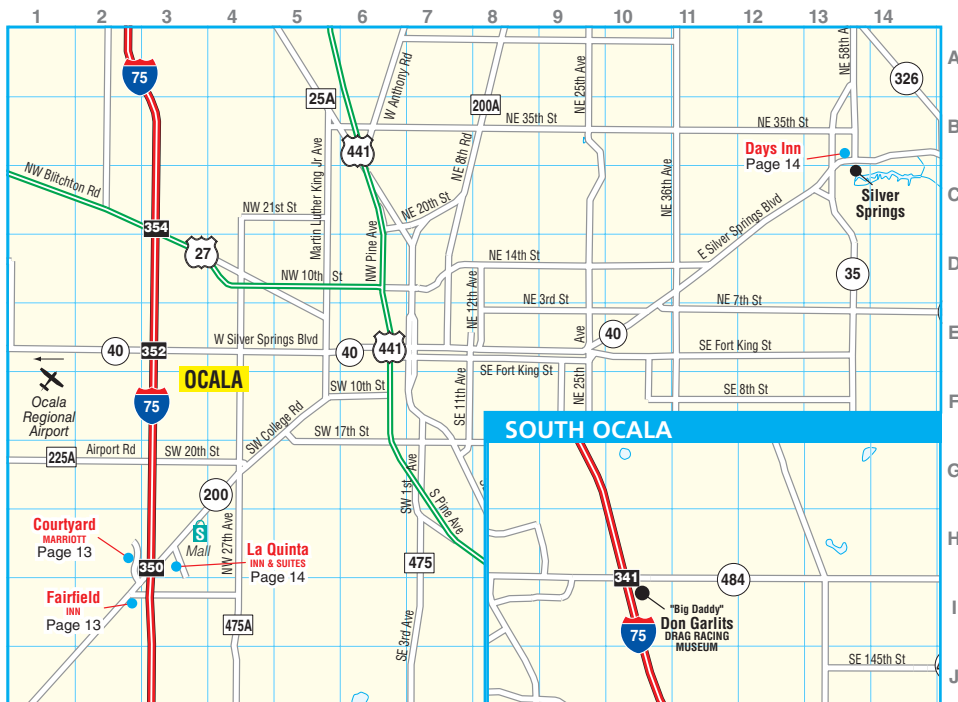 1 2 3 4 5 6 7 8 9 10 11 12 13 14
A
B
C
D
E
F
G
H
I
J
75
25A
W Anthony Rd
200A
NE 25th Ave
NE 58th A
326
441
NE 35th St
NE 35th St
Days Inn
Page 14
Silver
Springs
NW Blitchton Rd
Martin Luther King Jr Ave
NE 8th Rd
NE 36th Ave
NW 21st St
NE 20th St
354
27
NW Pine Ave
E Silver Springs Blvd
NW 10th St
NE 14th St
NE 12th Ave
35
NE 3rd St
NE 7th St
40
352
W Silver Springs Blvd
40
441
40
SE Fort King St
SE Fort King St
NE 25th Ave
OCALA
75
Ocala
Regional
Airport
SW 10th St
SE 11th Ave
SE 8th St
SW College Rd
SW 17th St
225A
Airport Rd
SW 20th St
SW 1st Ave
S Pine Ave
200
S
Mall
NW 27th Ave
Courtyard
MARRIOTT
Page 13
350
La Quinta
INN & SUITES
Page 14
Fairfield
INN
Page 13
475A
475
SE 3rd Ave
SOUTH OCALA
341
484
"Big Daddy"
Don Garlits
DRAG RACING
MUSEUM
75
SE 145th St